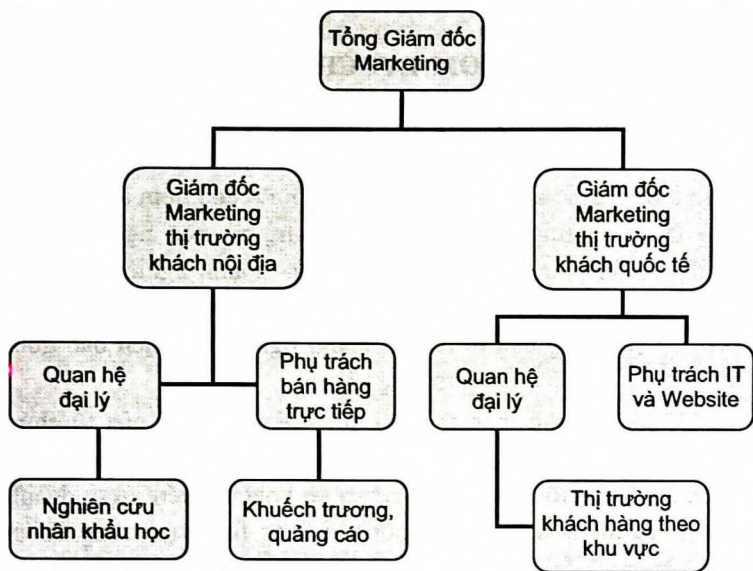 Tổng Giám đốc
Marketing
Giám đốc
Marketing
thị trường
khách nội địa
Giám đốc
Marketing
thị trường
khách quốc tế
Quan hệ
đại lý
Phụ trách
bán hàng
trực tiếp
Quan hệ
đại lý
Phụ trách IT
và Website
Nghiên cứu
nhân khẩu học
Khuếch trương,
quảng cáo
Thị trường
khách hàng theo
khu vực